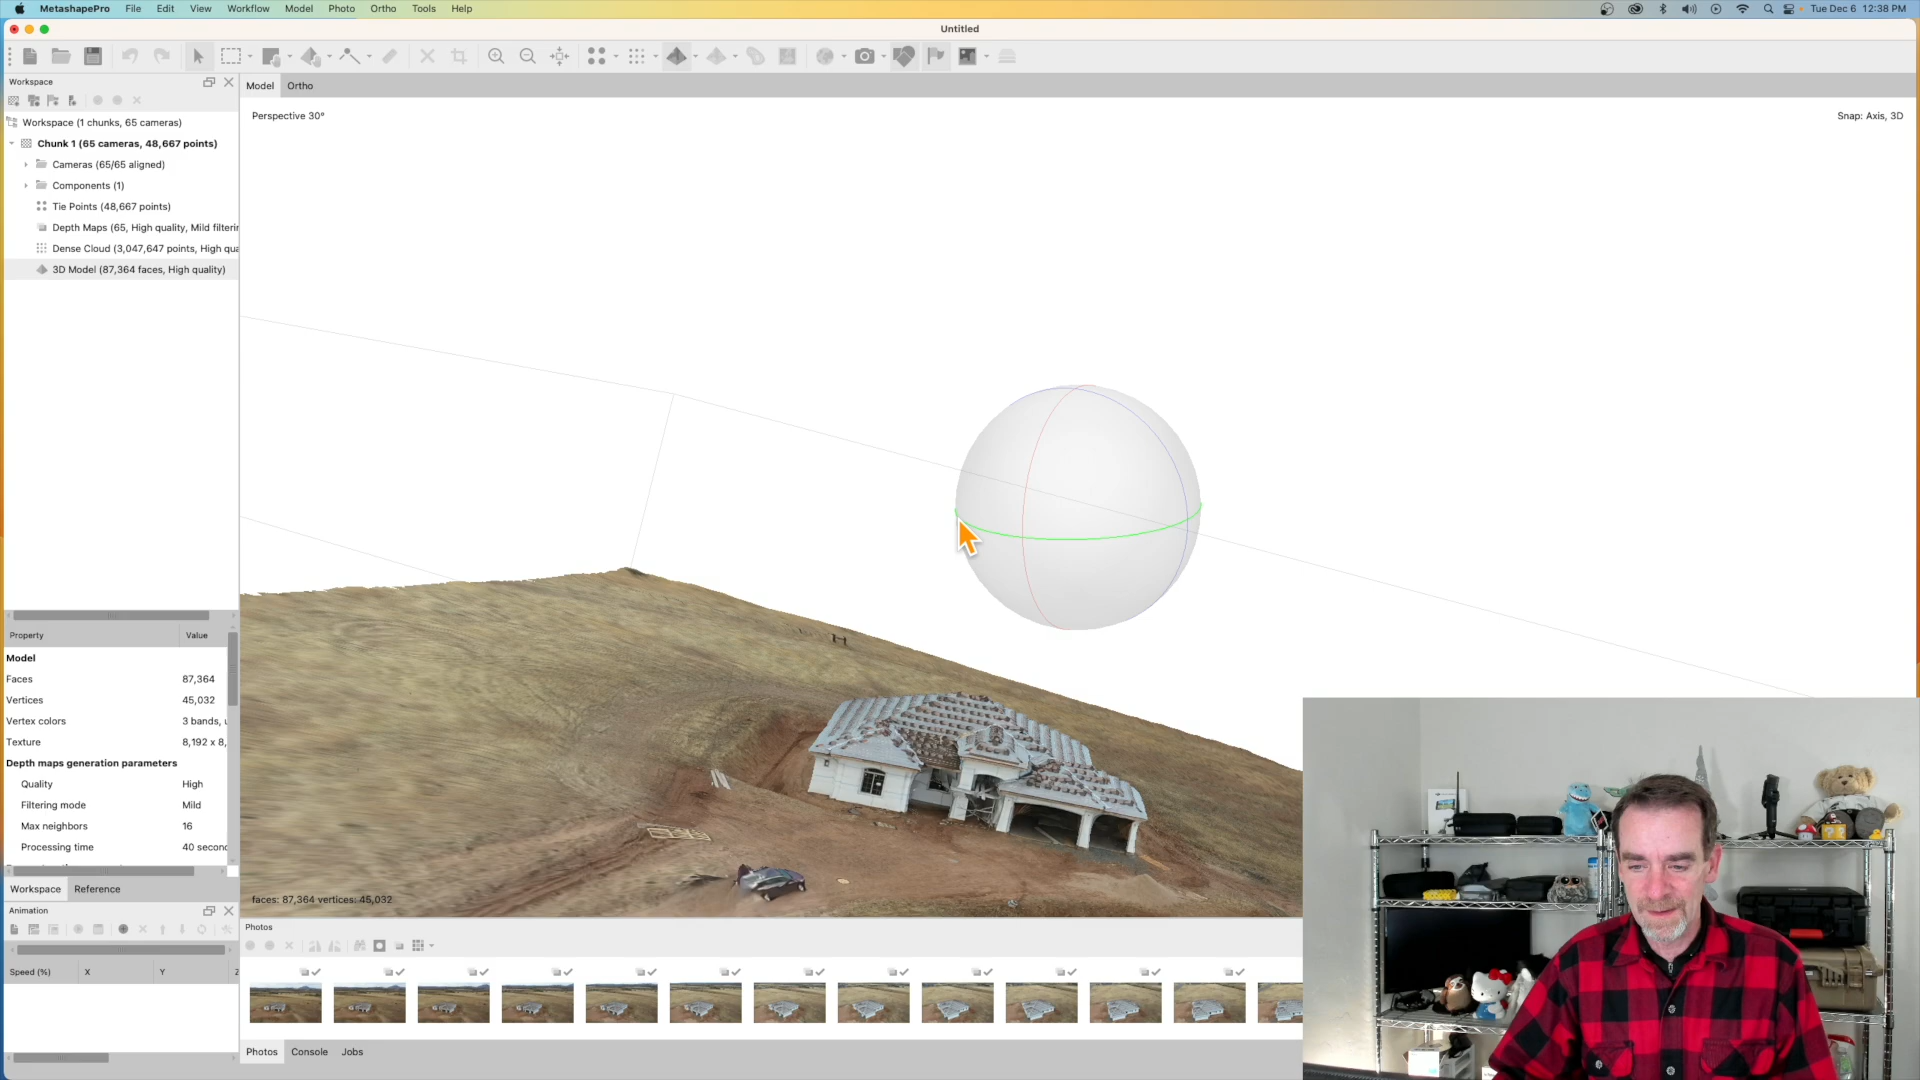 MetashapePro File Edit View Workflow Model Photo Ortho Tools Help
Tue Dec 6 12:38 PM
Untitled
Workspace
Model Ortho
Perspective 30°
Snap: Axis, 3D
Workspace (1 chunks, 65 cameras)
Chunk 1 (65 cameras, 48,667 points)
Cameras (65/65 aligned)
Components (1)
Tie Points (48,667 points)
Depth Maps (65, High quality, Mild filterin
Dense Cloud (3,047,647 points, High qua
3D Model (87,364 faces, High quality)
Property Value
Model
Faces 87,364
Vertices 45,032
Vertex colors 3 bands, u
Texture 8,192 x 8,
Depth maps generation parameters
Quality High
Filtering mode Mild
Max neighbors 16
Processing time 40 second
Workspace Reference
Animation
Speed (%) X Y Z
faces: 87,364 vertices: 45,032
Photos
Photos Console Jobs